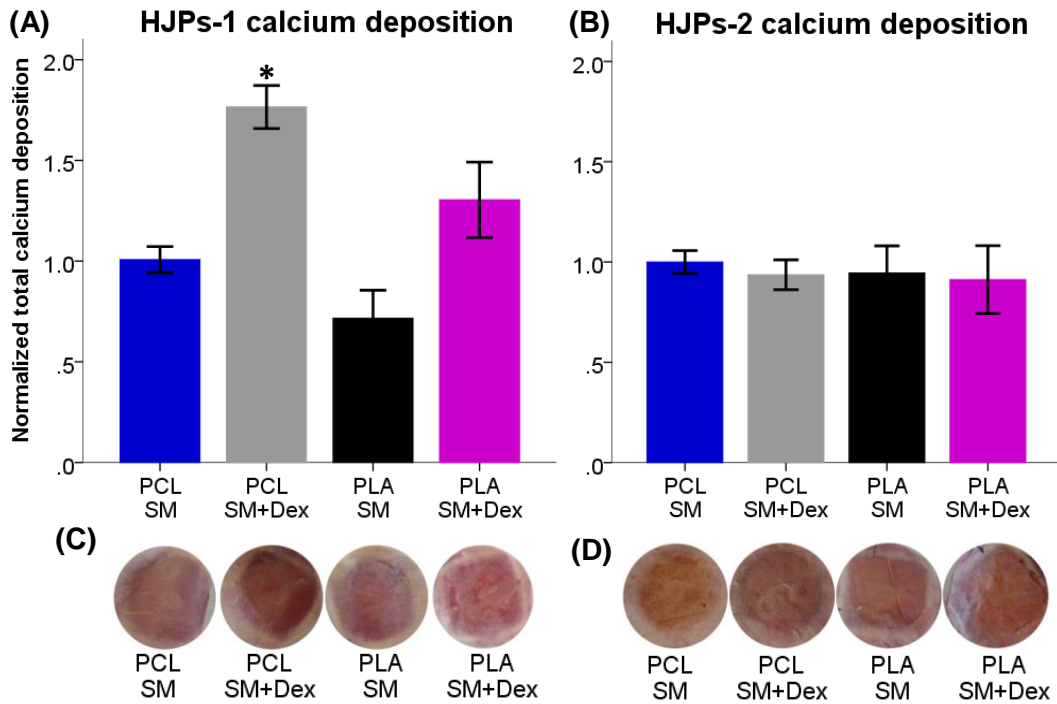 (A) HJPs-1 calcium deposition
Normalized total calcium deposition
2.0
*
1.5
1.0
.5
.0
PCL PCL PLA PLA
SM SM+Dex SM SM+Dex
(B) HJPs-2 calcium deposition
2.0
1.5
1.0
.5
.0
PCL PCL PLA PLA
SM SM+Dex SM SM+Dex
(C)
PCL PCL PLA PLA
SM SM+Dex SM SM+Dex
(D)
PCL PCL PLA PLA
SM SM+Dex SM SM+Dex